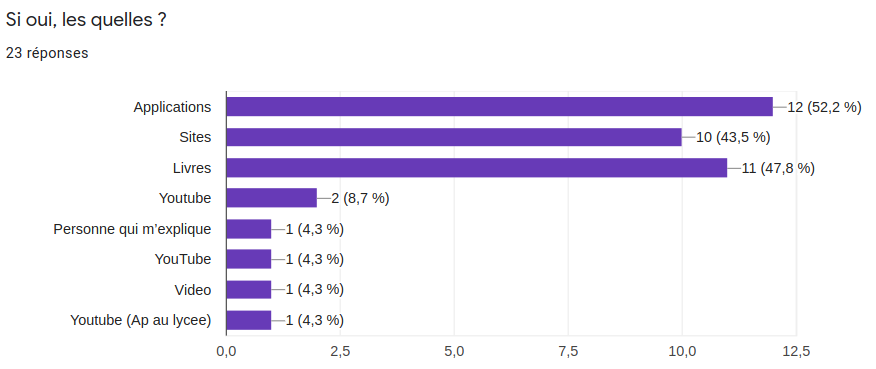 Si oui, les quelles ?
23 réponses
Applications 12 (52,2 %)
Sites 10 (43,5 %)
Livres 11 (47,8 %)
Youtube 2 (8,7 %)
Personne qui m’explique 1 (4,3 %)
YouTube 1 (4,3 %)
Video 1 (4,3 %)
Youtube (Ap au lycee) 1 (4,3 %)
0,0 2,5 5,0 7,5 10,0 12,5